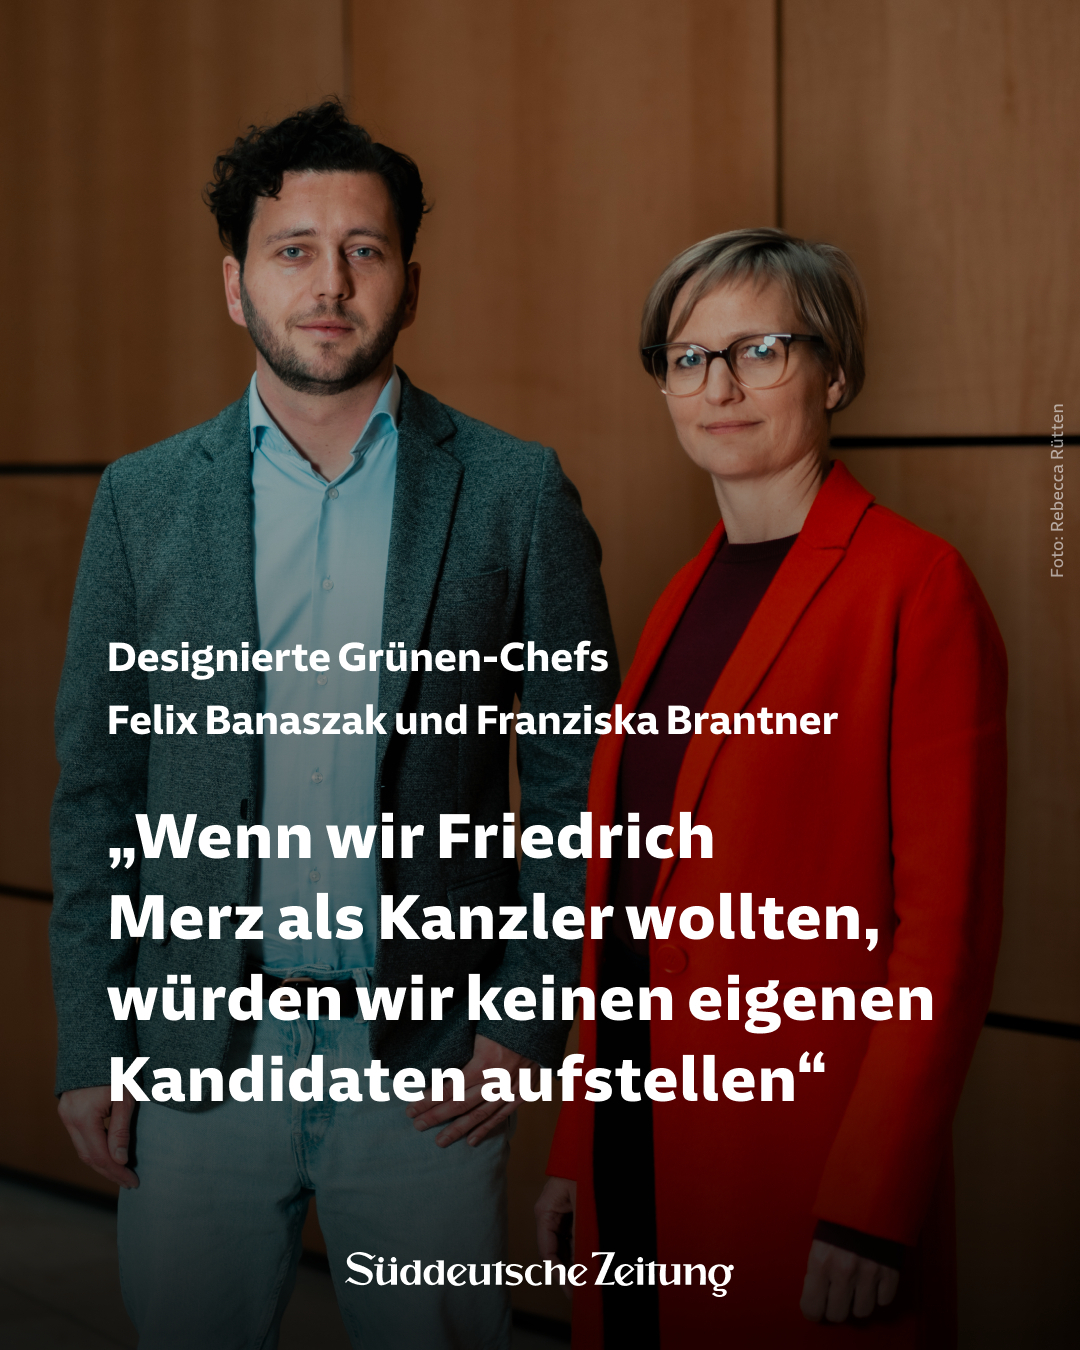 Foto: Rebecca Rütten
Designierte Grünen-Chefs
Felix Banaszak und Franziska Brantner
„Wenn wir Friedrich
Merz als Kanzler wollten,
würden wir keinen eigenen
Kandidaten aufstellen“
Süddeutsche Zeitung